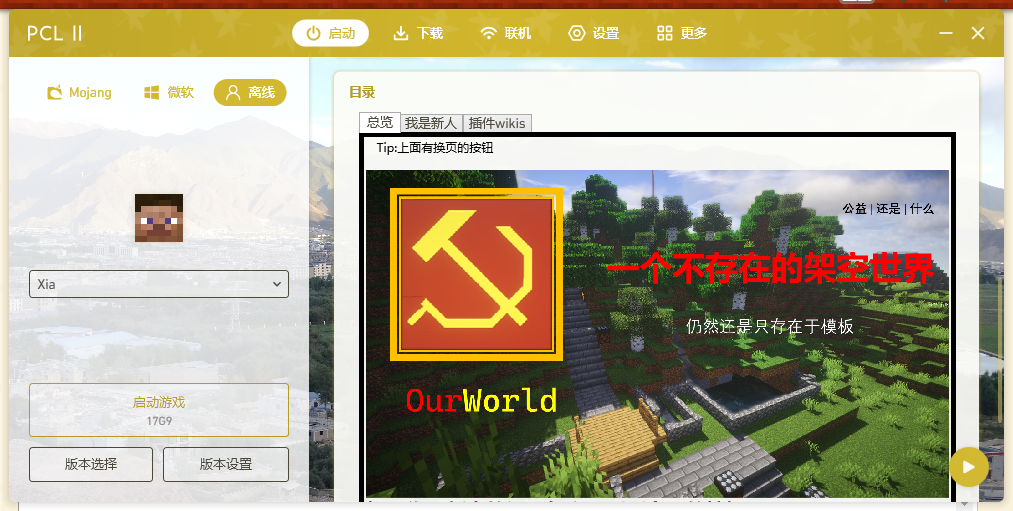 PCL II
启动
下载
联机
设置
更多
Mojang
微软
离线
Xia
启动游戏
17G9
版本选择
版本设置
目录
总览
我是新人
插件wikis
Tip:上面有换页的按钮
公益 | 还是 | 什么
一个不存在的架空世界
仍然还是只存在于模板
OurWorld